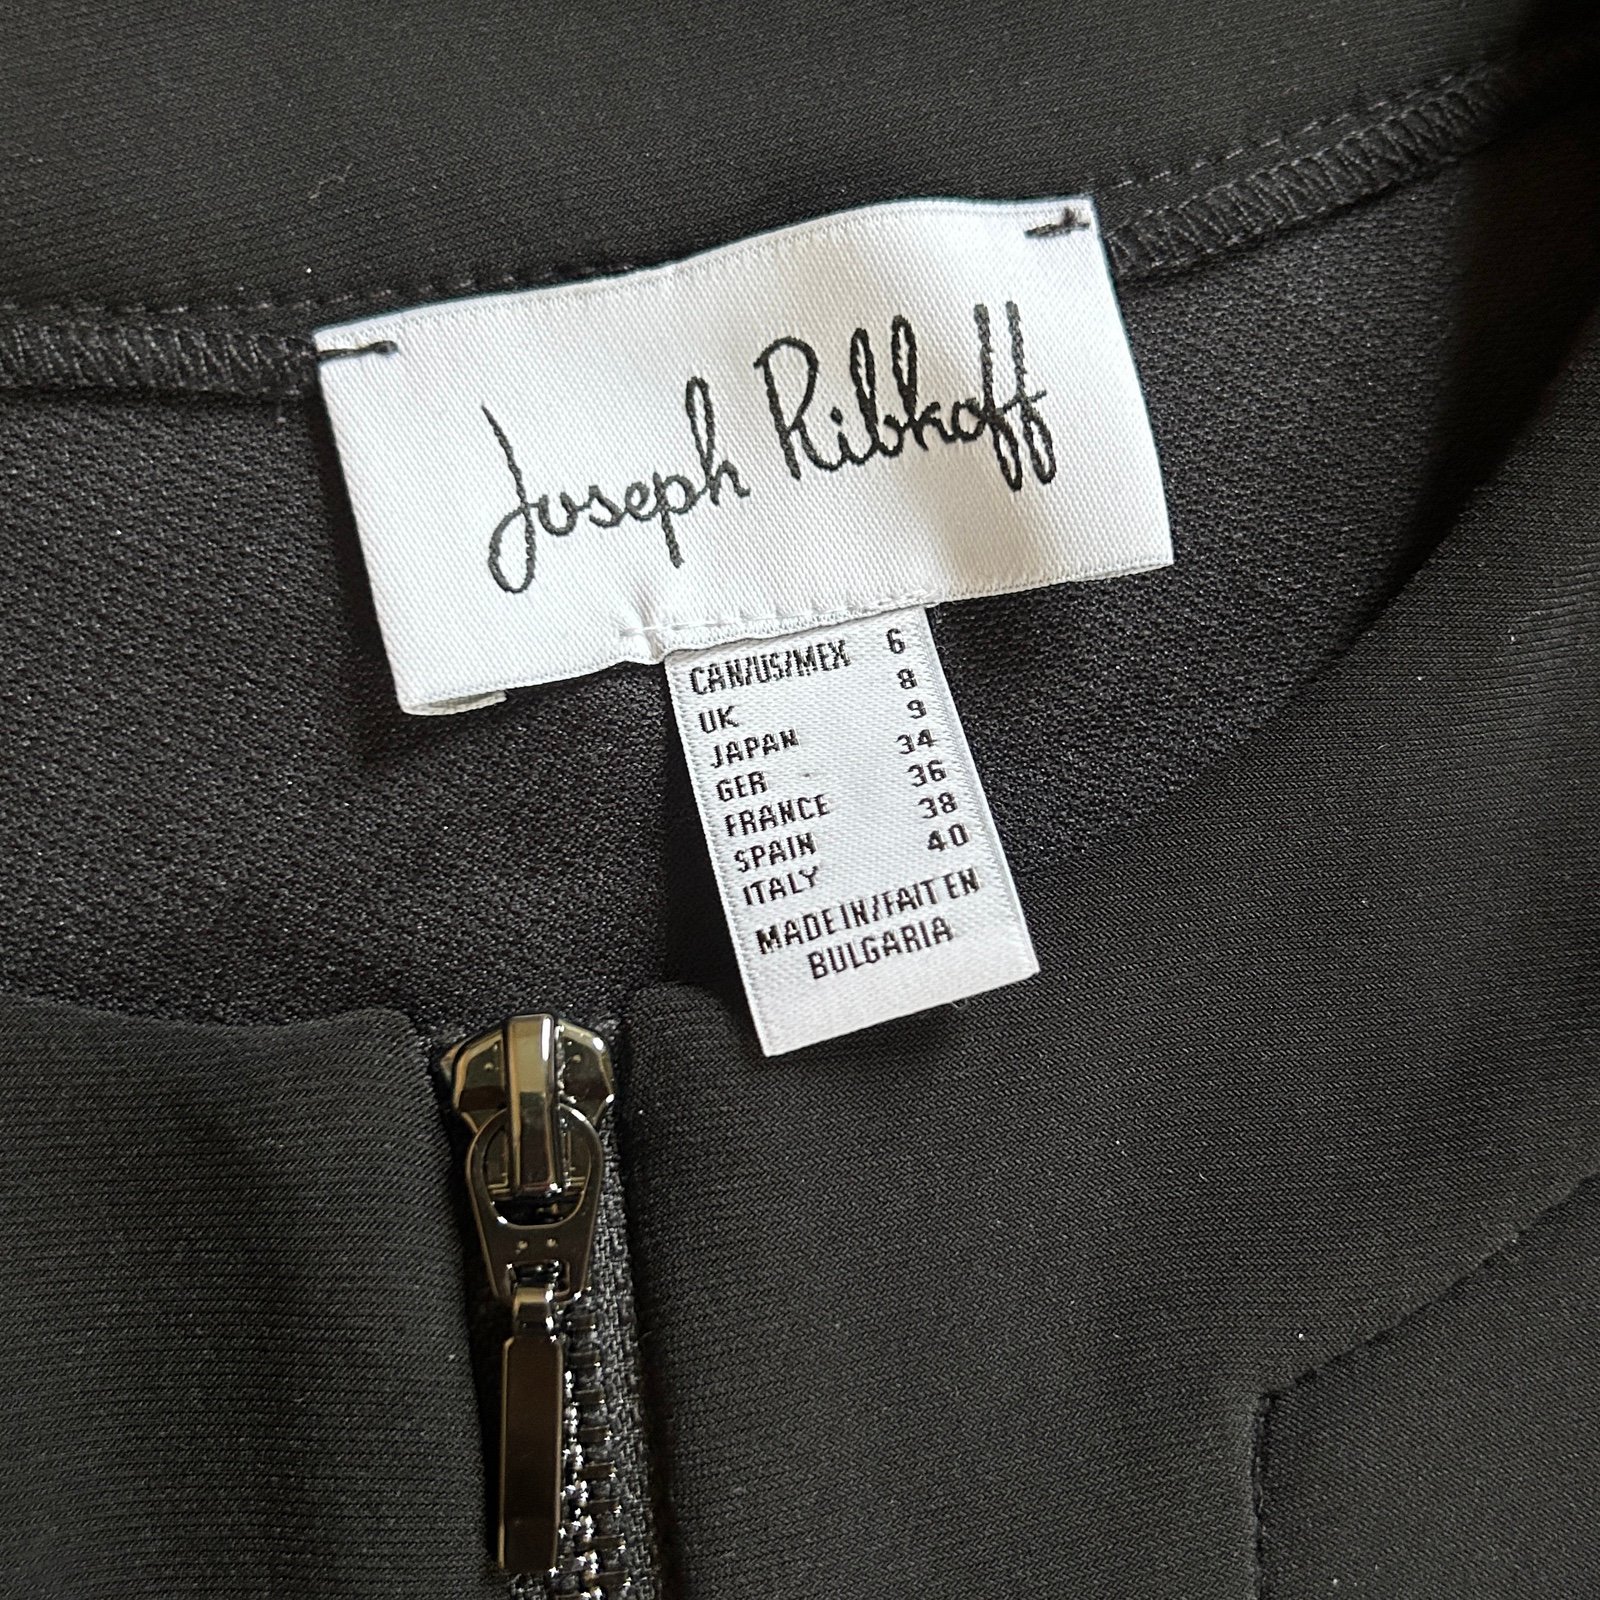 Joseph Ribkoff
CAN/US/MEX 6
UK 8
JAPAN 9
GER 34
FRANCE 36
SPAIN 38
ITALY 40
MADE IN/FAIT EN
BULGARIA